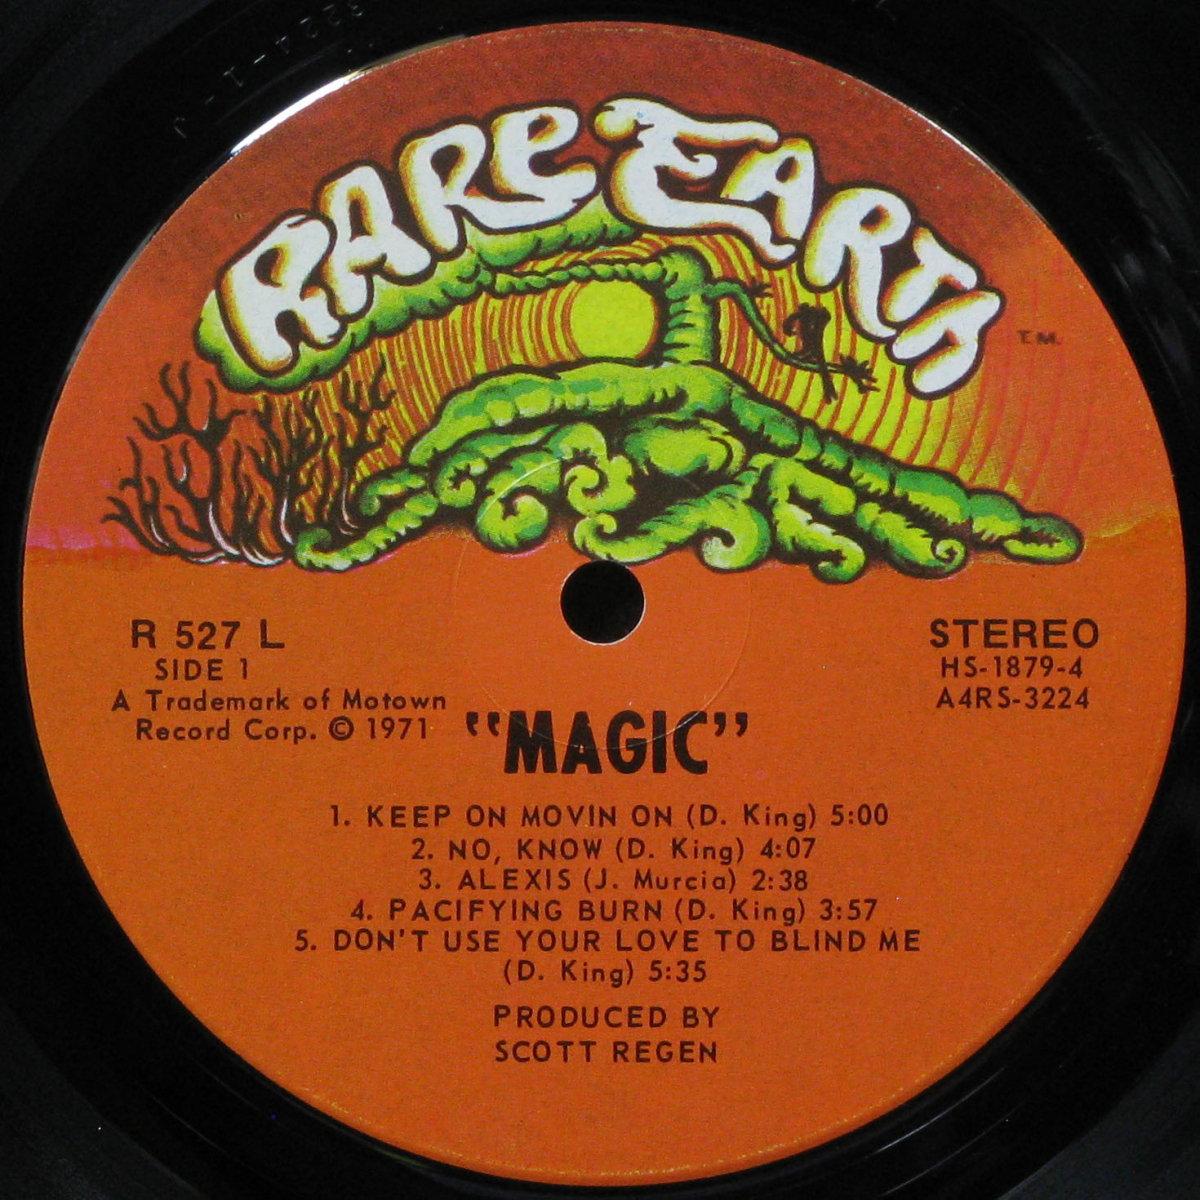 RARE EARTH
T.M.
R 527 L
SIDE 1
A Trademark of Motown
Record Corp. © 1971
STEREO
HS-1879-4
A4RS-3224
“MAGIC”
1. KEEP ON MOVIN ON (D. King) 5:00
2. NO, KNOW (D. King) 4:07
3. ALEXIS (J. Murcia) 2:38
4. PACIFYING BURN (D. King) 3:57
5. DON'T USE YOUR LOVE TO BLIND ME
(D. King) 5:35
PRODUCED BY
SCOTT REGEN